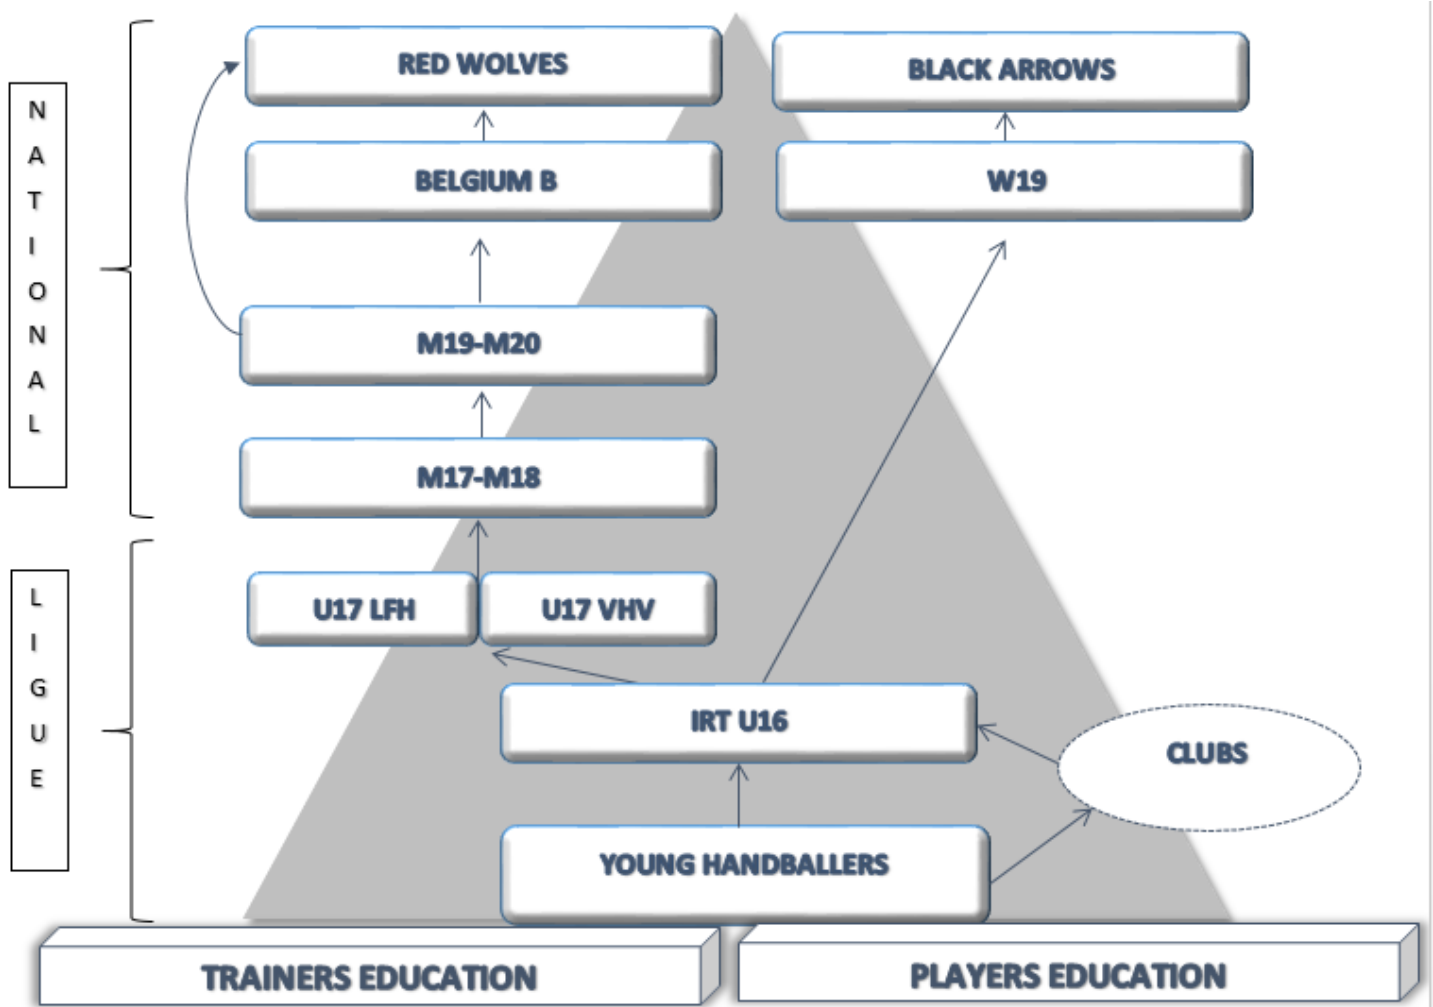 RED WOLVES
BLACK ARROWS
BELGIUM B
W19
NATIONAL
M19-M20
M17-M18
U17 LFH
U17 VHV
LIGUE
IRT U16
CLUBS
YOUNG HANDBALLERS
TRAINERS EDUCATION
PLAYERS EDUCATION